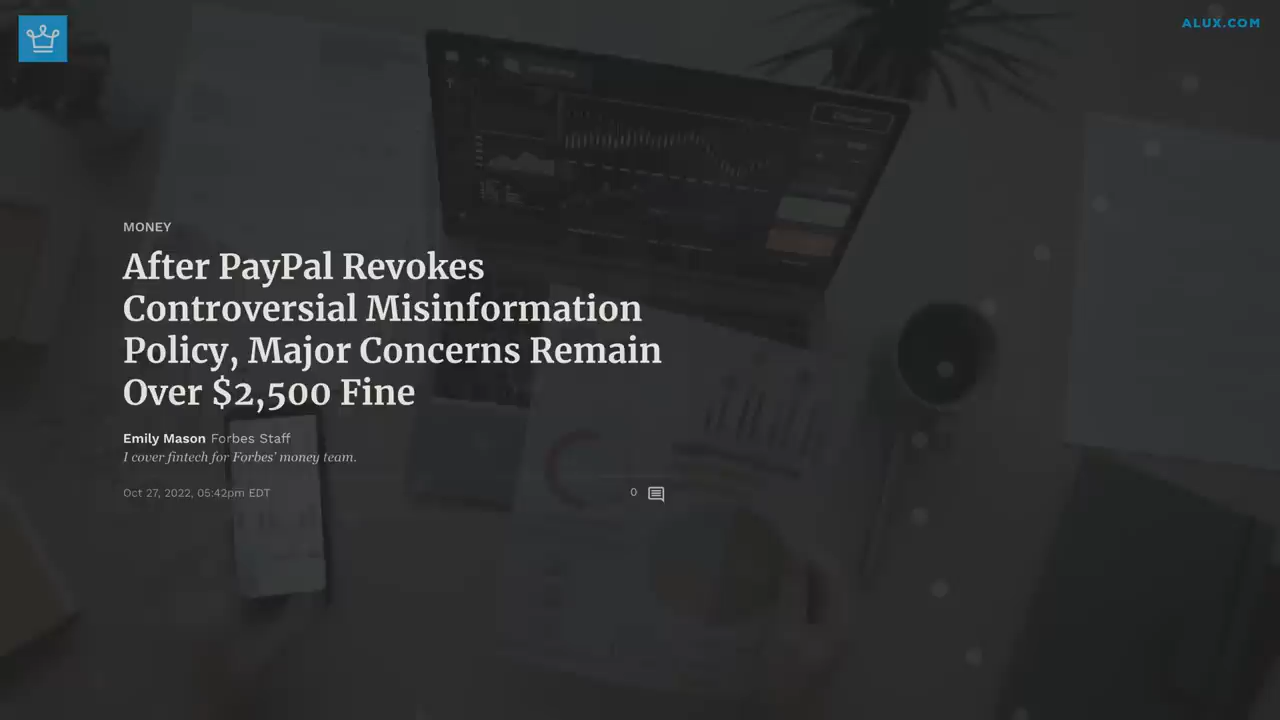 ALUX.COM
MONEY
After PayPal Revokes
Controversial Misinformation
Policy, Major Concerns Remain
Over $2,500 Fine
Emily Mason Forbes Staff
I cover fintech for Forbes' money team.
Oct 27, 2022, 05:42pm EDT
0